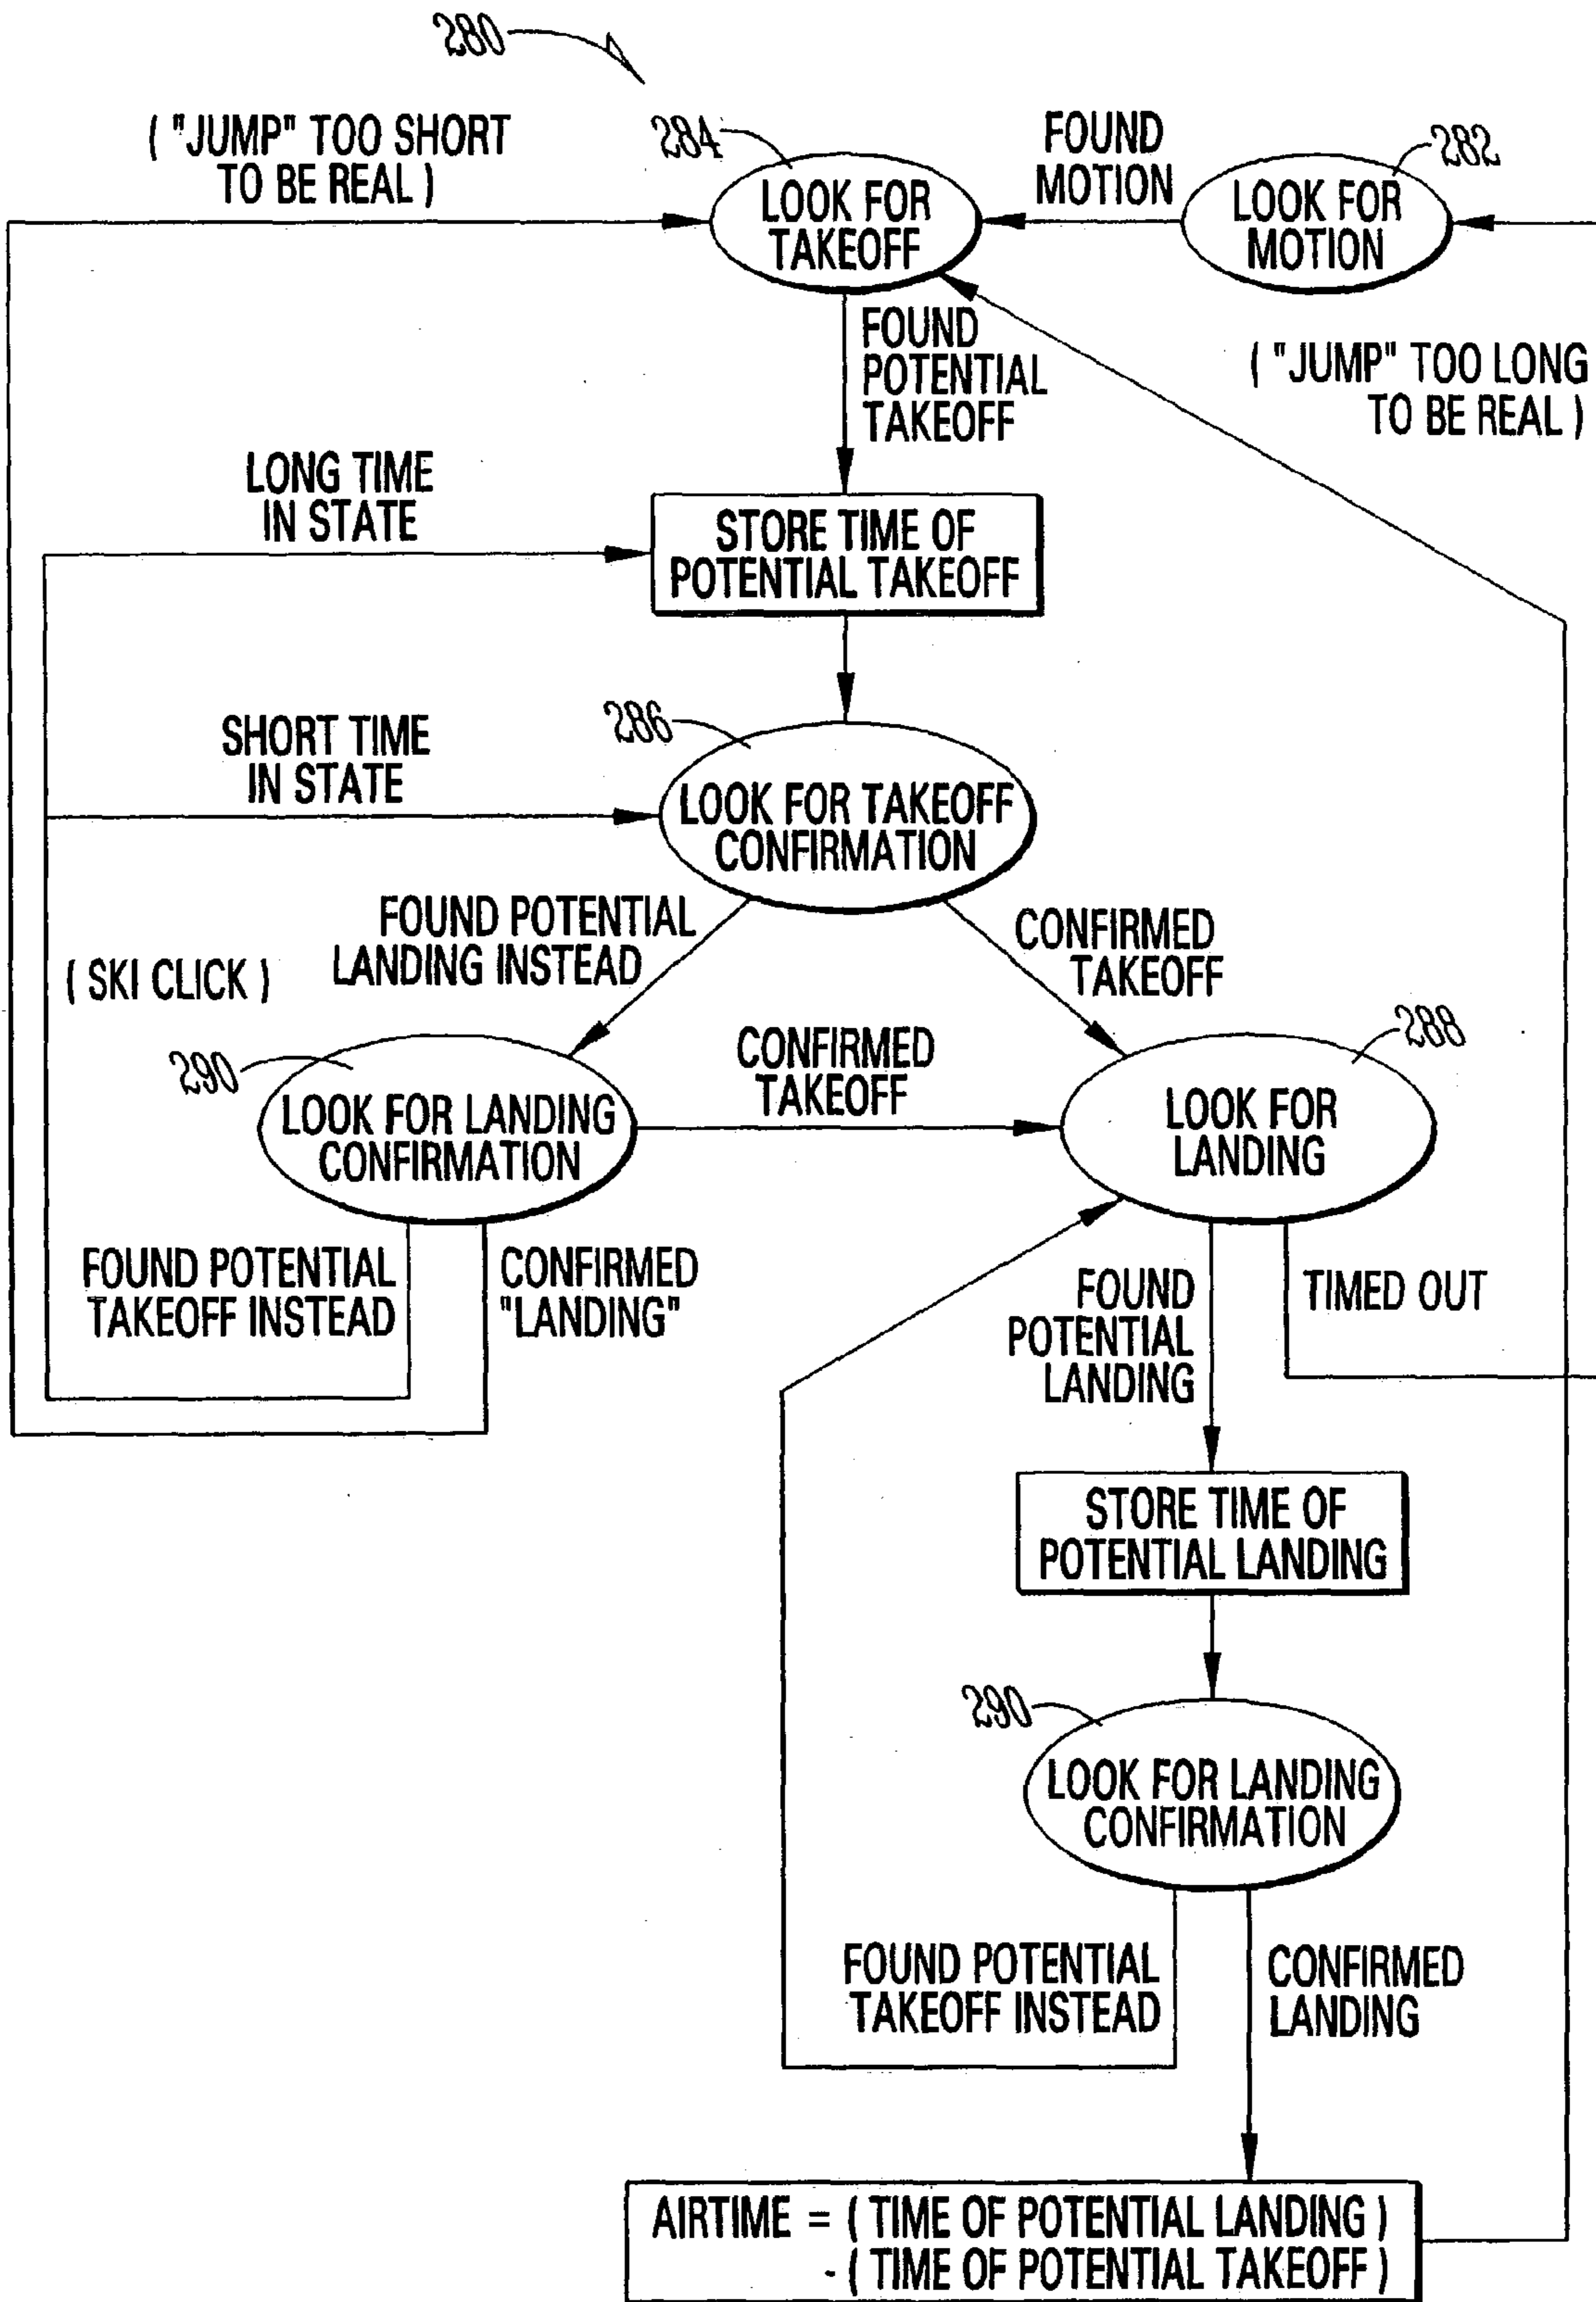 280
( "JUMP" TOO SHORT
TO BE REAL )
284
LOOK FOR
TAKEOFF
FOUND
MOTION
282
LOOK FOR
MOTION
FOUND
POTENTIAL
TAKEOFF
( "JUMP" TOO LONG
TO BE REAL )
LONG TIME
IN STATE
STORE TIME OF
POTENTIAL TAKEOFF
SHORT TIME
IN STATE
286
LOOK FOR TAKEOFF
CONFIRMATION
FOUND POTENTIAL
LANDING INSTEAD
CONFIRMED
TAKEOFF
( SKI CLICK )
290
LOOK FOR LANDING
CONFIRMATION
CONFIRMED
TAKEOFF
288
LOOK FOR
LANDING
FOUND POTENTIAL
TAKEOFF INSTEAD
CONFIRMED
"LANDING"
FOUND
POTENTIAL
LANDING
TIMED OUT
STORE TIME OF
POTENTIAL LANDING
290
LOOK FOR LANDING
CONFIRMATION
FOUND POTENTIAL
TAKEOFF INSTEAD
CONFIRMED
LANDING
AIRTIME = ( TIME OF POTENTIAL LANDING )
- ( TIME OF POTENTIAL TAKEOFF )